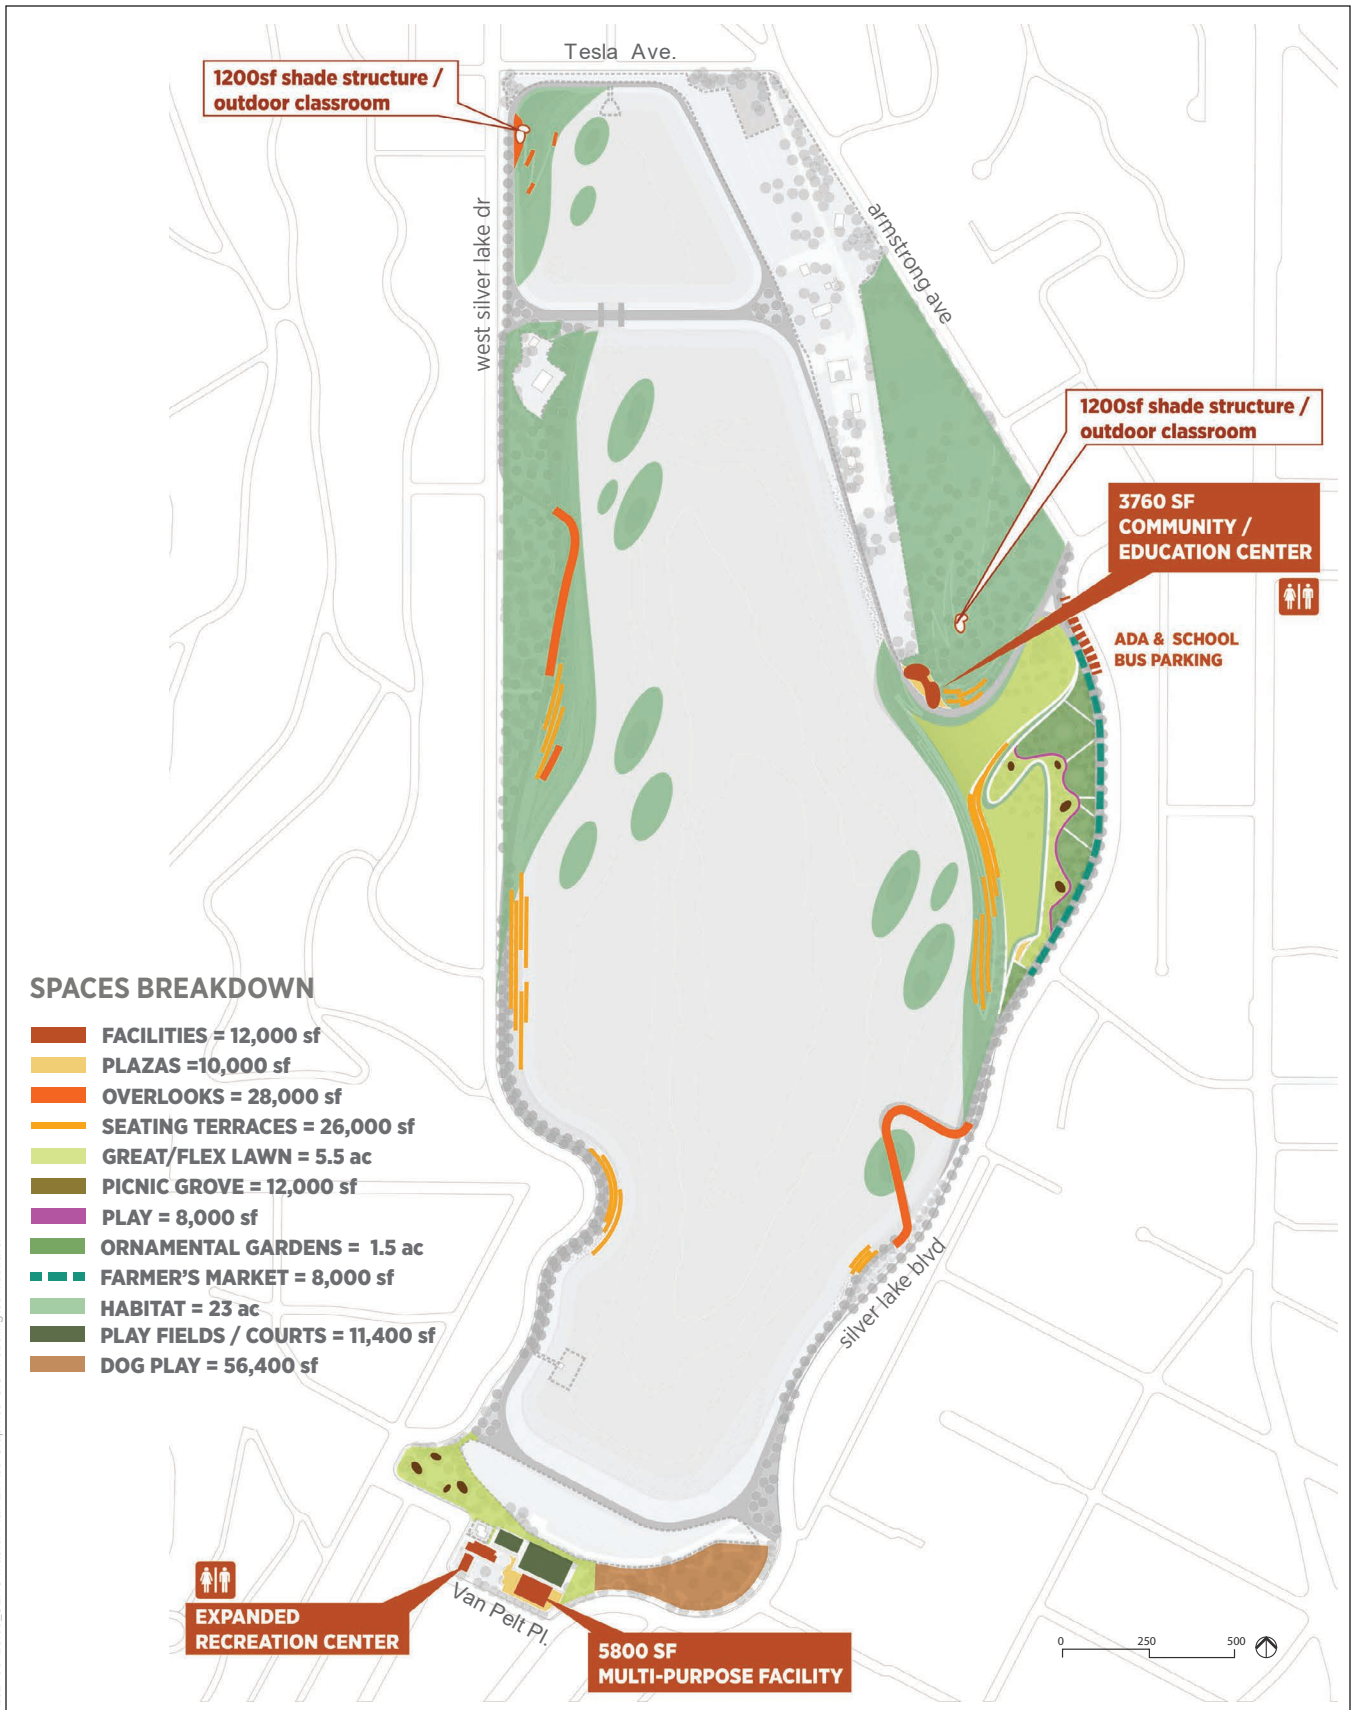 Tesla Ave.
1200sf shade structure /
outdoor classroom
west silver lake dr
armstrong ave
1200sf shade structure /
outdoor classroom
3760 SF
COMMUNITY /
EDUCATION CENTER
ADA & SCHOOL
BUS PARKING
SPACES BREAKDOWN
FACILITIES = 12,000 sf
PLAZAS =10,000 sf
OVERLOOKS = 28,000 sf
SEATING TERRACES = 26,000 sf
GREAT/FLEX LAWN = 5.5 ac
PICNIC GROVE = 12,000 sf
PLAY = 8,000 sf
ORNAMENTAL GARDENS = 1.5 ac
FARMER'S MARKET = 8,000 sf
HABITAT = 23 ac
PLAY FIELDS / COURTS = 11,400 sf
DOG PLAY = 56,400 sf
silver lake blvd
EXPANDED
RECREATION CENTER
Van Pelt Pl.
5800 SF
MULTI-PURPOSE FACILITY
0 250 500